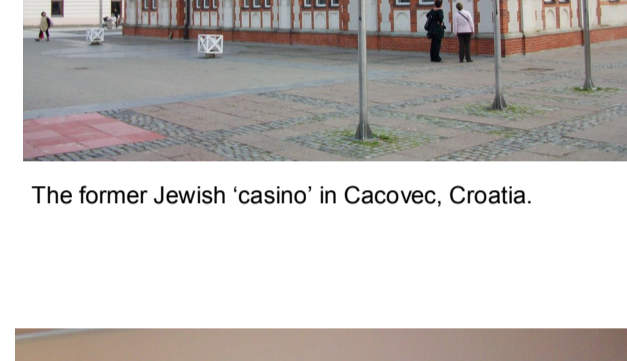 The former Jewish ‘casino’ in Cacovec, Croatia.